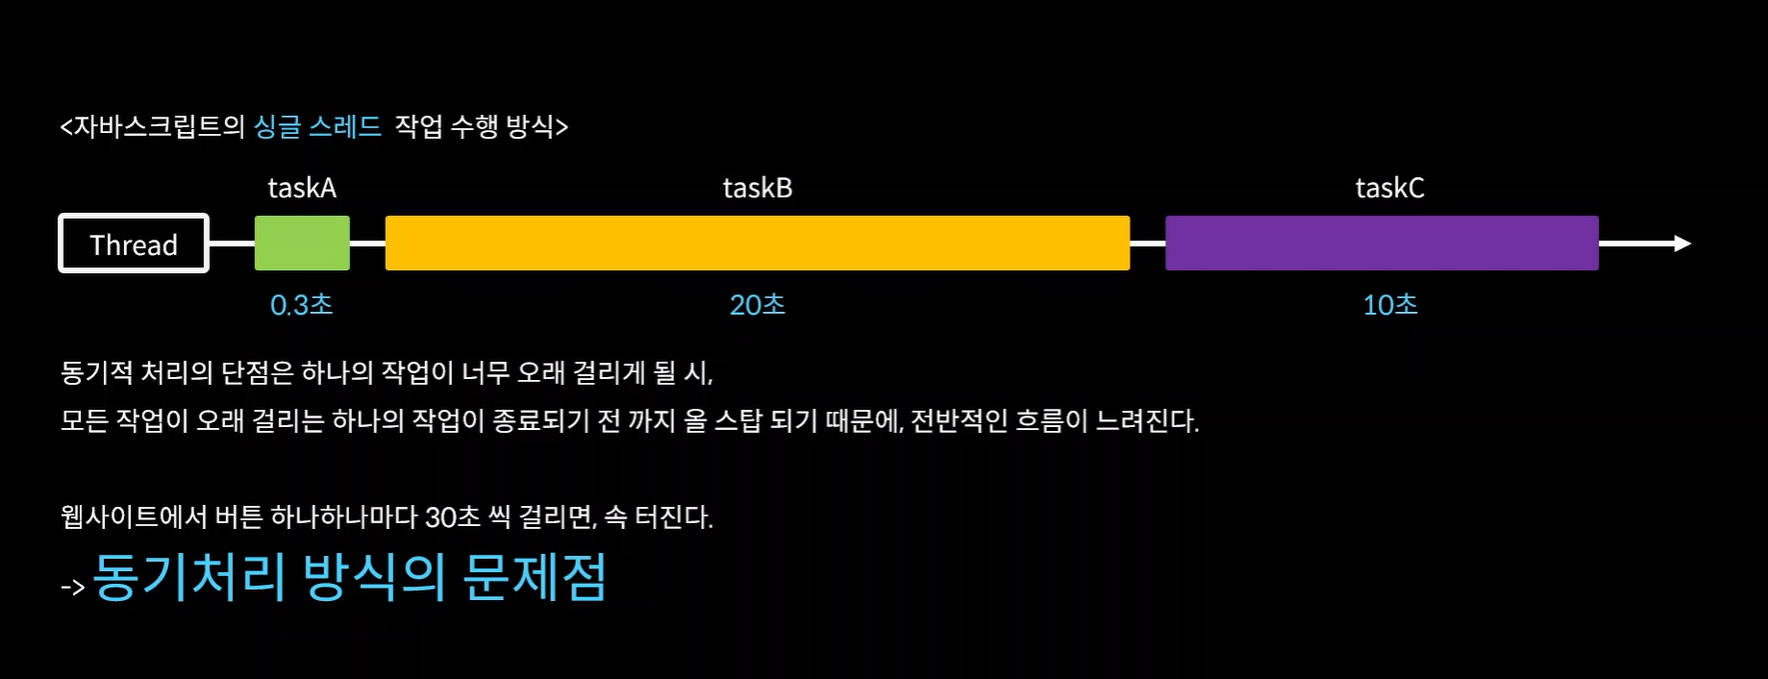 <자바스크립트의 싱글 스레드 작업 수행 방식>
taskA taskB taskC
Thread
0.3초 20초 10초
동기적 처리의 단점은 하나의 작업이 너무 오래 걸리게 될 시,
모든 작업이 오래 걸리는 하나의 작업이 종료되기 전 까지 올 스탑 되기 때문에, 전반적인 흐름이 느려진다.
웹사이트에서 버튼 하나하나마다 30초 씩 걸리면, 속 터진다.
-> 동기처리 방식의 문제점